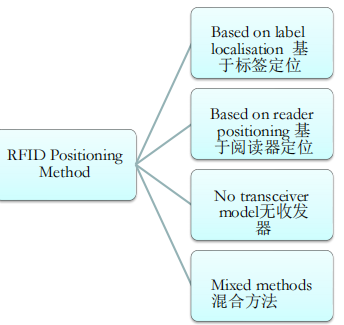 RFID Positioning
Method
Based on label
localisation 基
于标签定位
Based on reader
positioning 基
于阅读器定位
No transceiver
model无收发
器
Mixed methods
混合方法